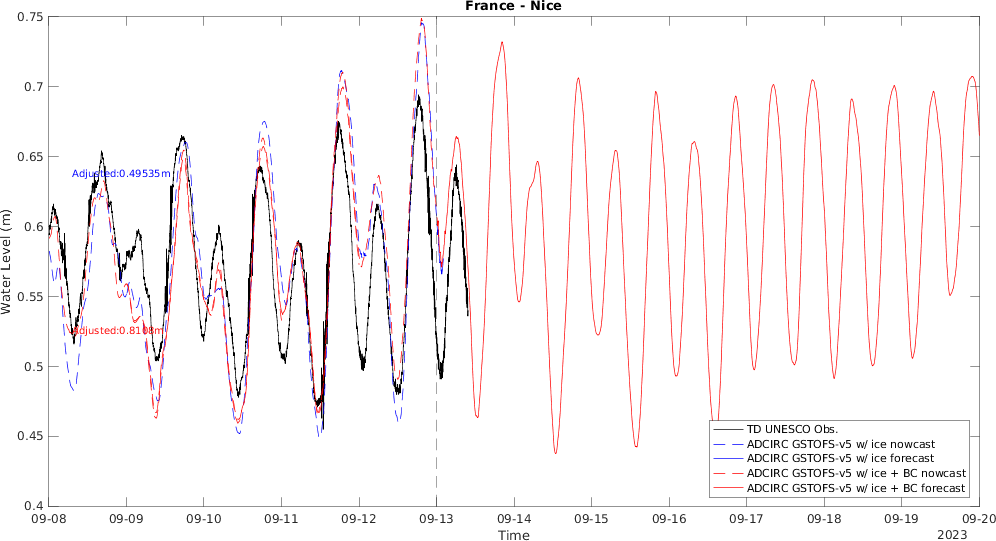 France - Nice
0.75
0.7
0.65
0.6
0.55
0.5
0.45
0.4
Water Level (m)
Adjusted:0.49535m
Adjusted:0.8108m
TD UNESCO Obs.
ADCIRC GSTOFS-v5 w/ ice nowcast
ADCIRC GSTOFS-v5 w/ ice forecast
ADCIRC GSTOFS-v5 w/ ice + BC nowcast
ADCIRC GSTOFS-v5 w/ ice + BC forecast
09-08 09-09 09-10 09-11 09-12 09-13 09-14 09-15 09-16 09-17 09-18 09-19 09-20
Time
2023